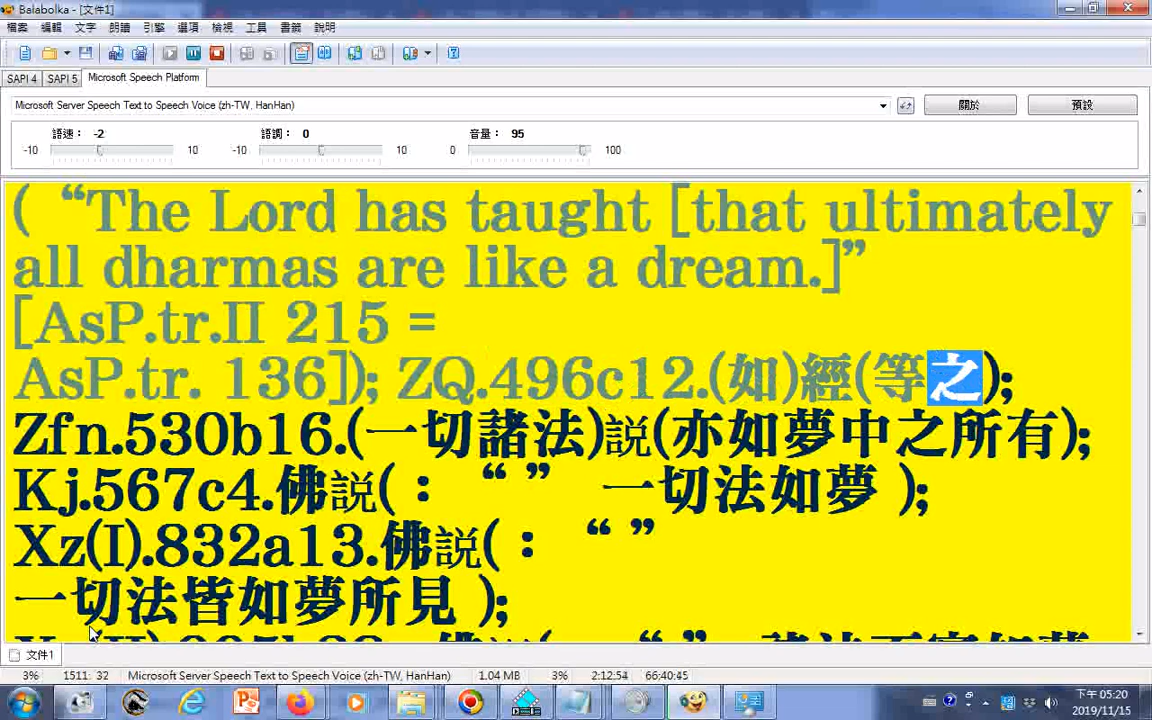 Balabolka - [文件1]
檔案 編輯 文字 朗讀 引擎 選項 檢視 工具 書籤 說明
SAPI 4 SAPI 5 Microsoft Speech Platform
Microsoft Server Speech Text to Speech Voice (zh-TW, HanHan) 關於 預設
語速： -2 語調： 0 音量： 95
-10 10 -10 10 0 100
( “The Lord has taught [that ultimately
all dharmas are like a dream.]”
[AsP.tr.II 215 =
AsP.tr. 136]); ZQ.496c12.(如)經(等之);
Zfn.530b16.(一切諸法)説(亦如夢中之所有);
Kj.567c4.佛説(： “ ” 一切法如夢 );
Xz(I).832a13.佛説(： “ ”
一切法皆如夢所見 );
文件1
3% 1511: 32 Microsoft Server Speech Text to Speech Voice (zh-TW, HanHan) 1.04 MB 3% 2:12:54 66:40:45
下午 05:20
2019/11/15